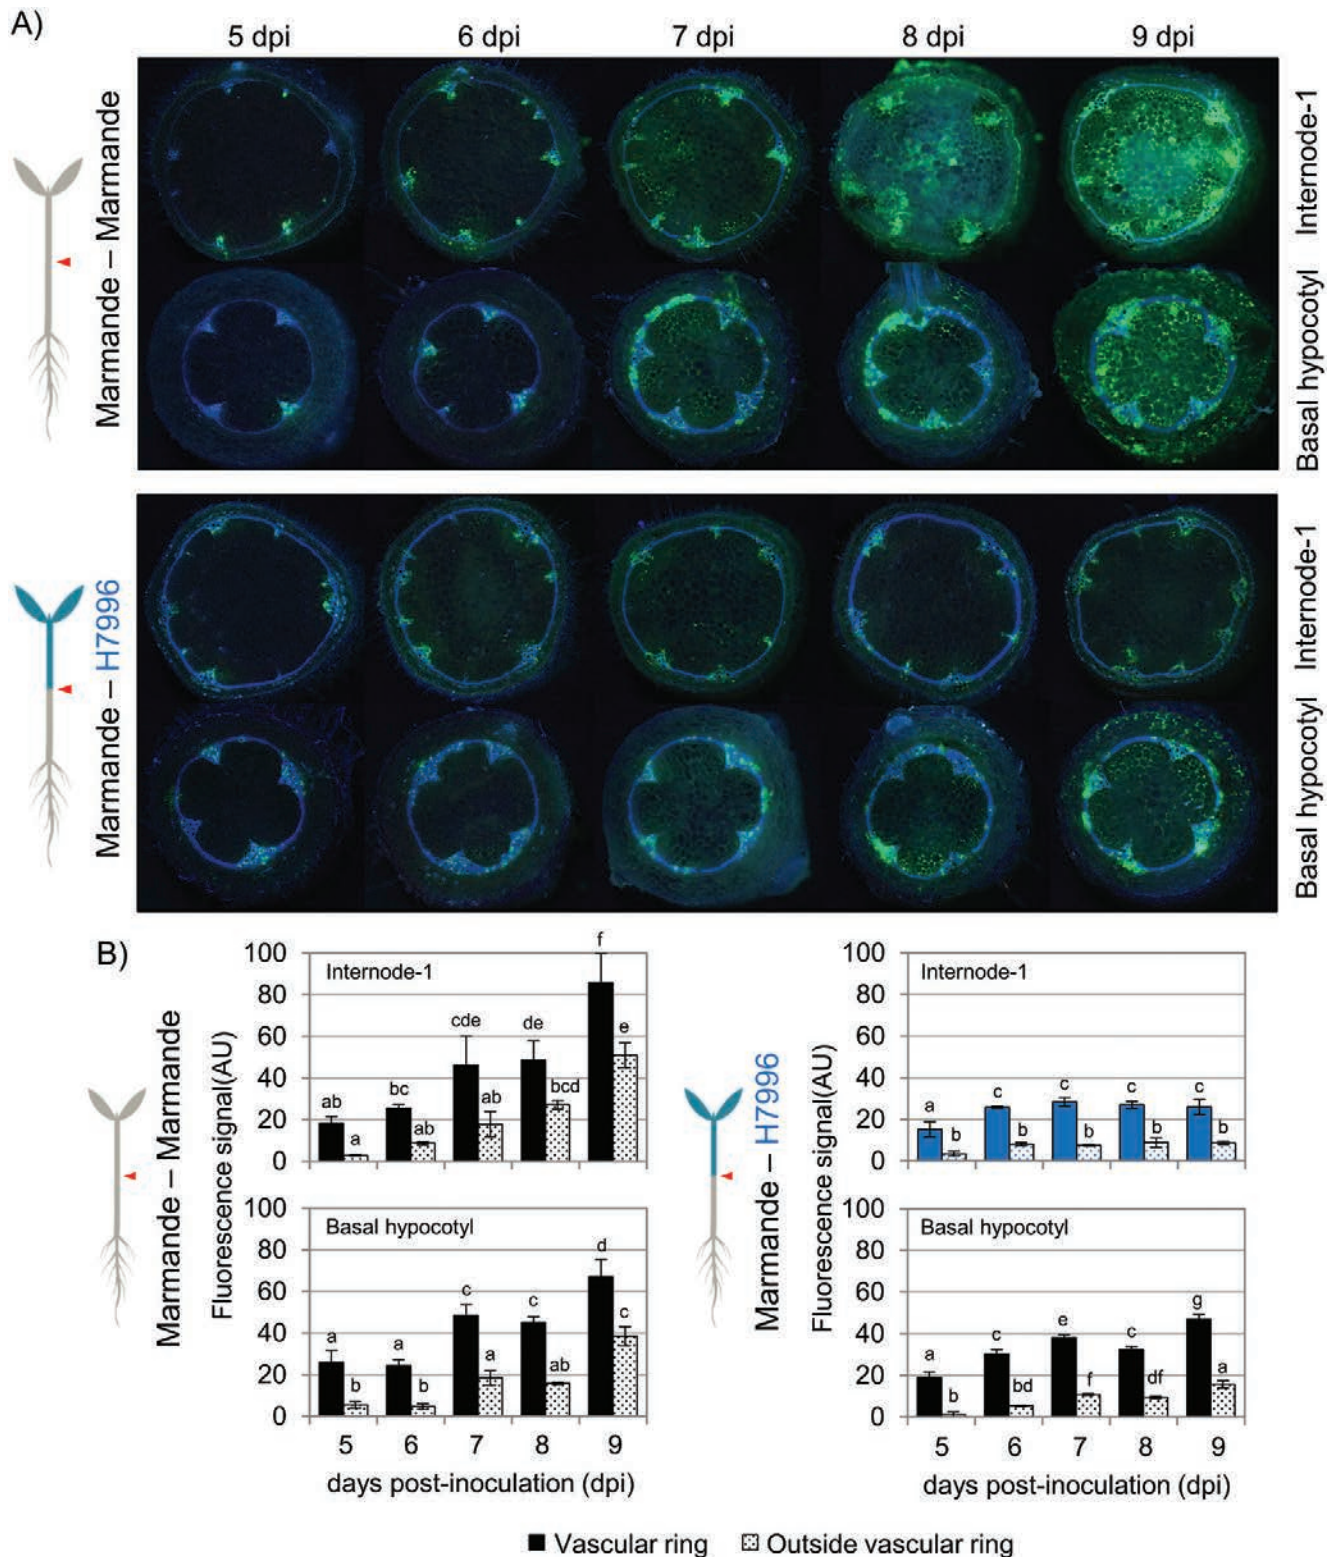 A)
5 dpi 6 dpi 7 dpi 8 dpi 9 dpi
Marmande – Marmande
Internode-1
Basal hypocotyl
Marmande – H7996
Internode-1
Basal hypocotyl
B)
Marmande – Marmande
Fluorescence signal(AU)
100
80
60
40
20
0
Internode-1
ab a bc ab cde ab de bcd f e
100
80
60
40
20
0
Basal hypocotyl
a b a b c a c ab d c
5 6 7 8 9
days post-inoculation (dpi)
Marmande – H7996
Fluorescence signal(AU)
100
80
60
40
20
0
Internode-1
a b c b c b c b c b
100
80
60
40
20
0
Basal hypocotyl
a b c bd e f c df g a
5 6 7 8 9
days post-inoculation (dpi)
Vascular ring Outside vascular ring